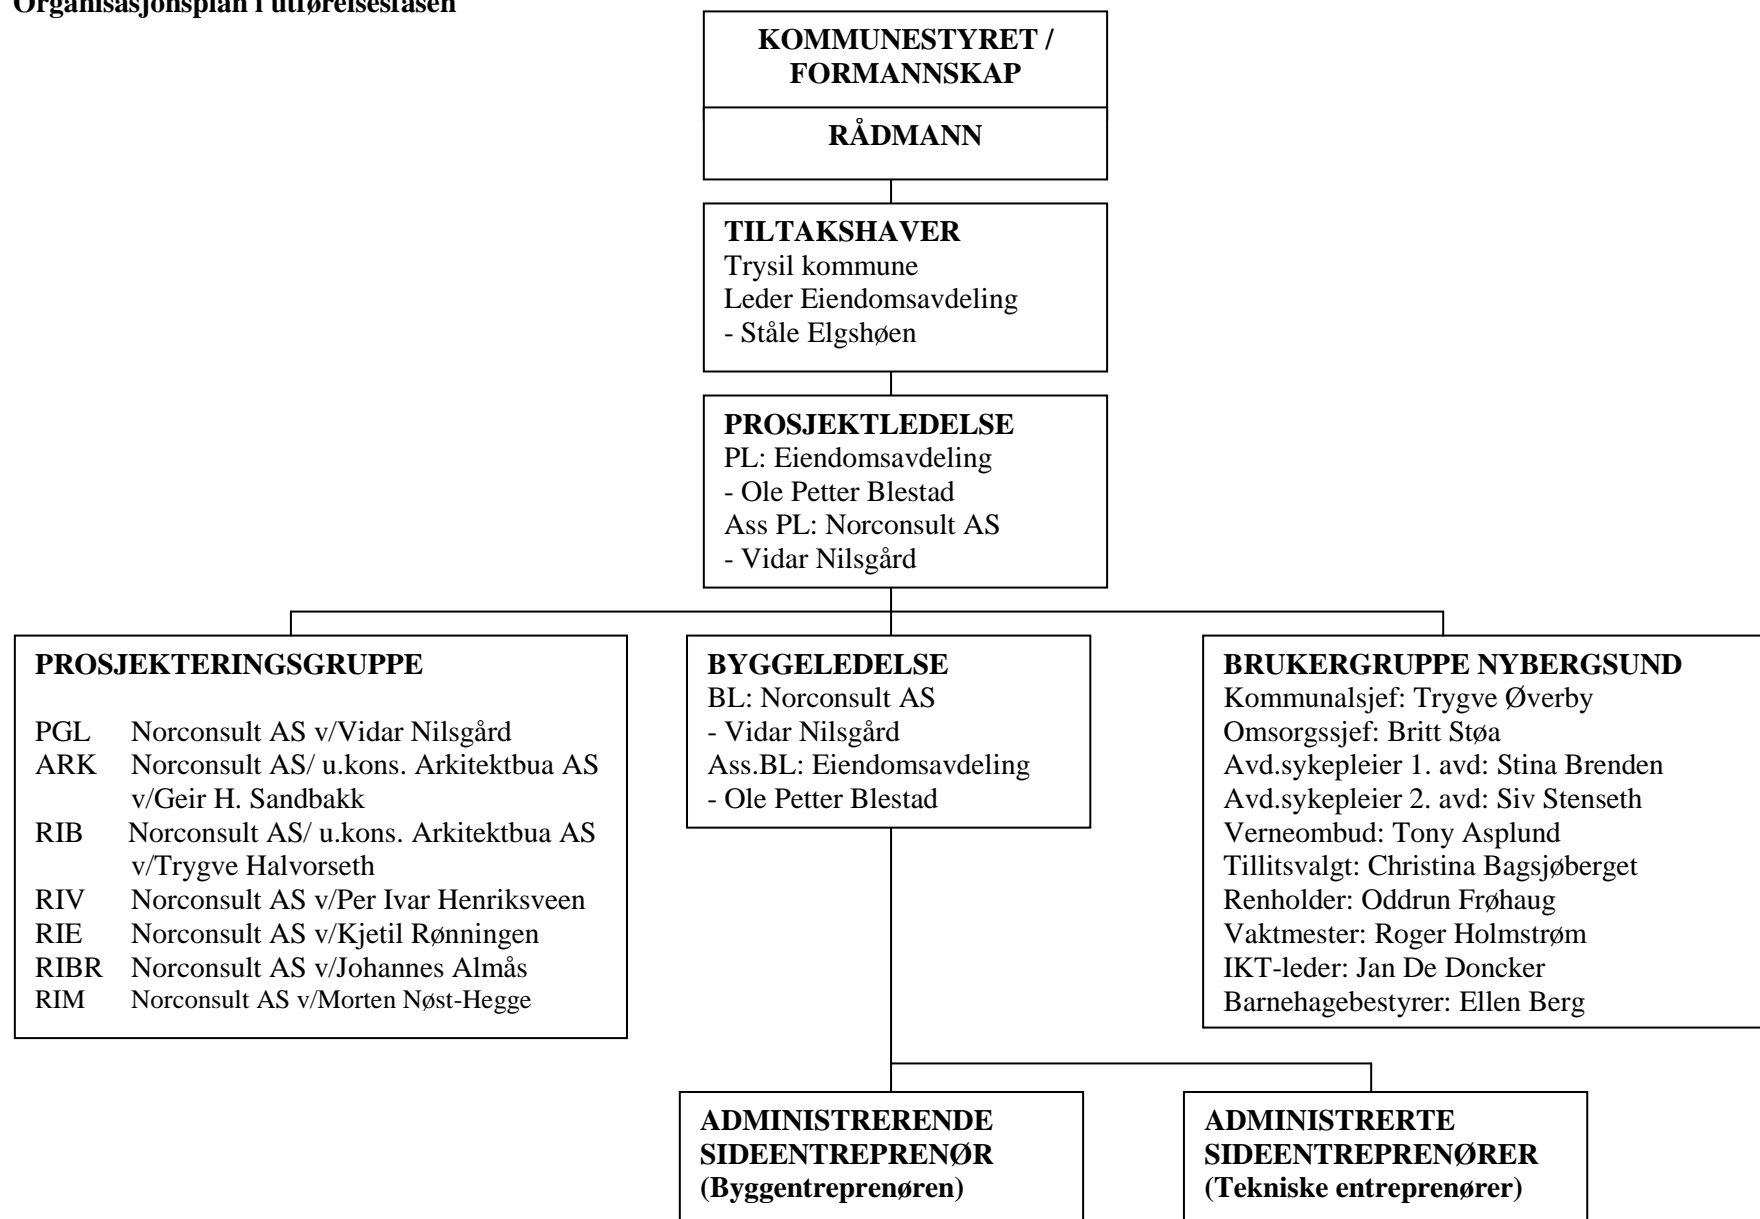 Organisasjonsplan i utførelsesfasen
KOMMUNESTYRET /
FORMANNSKAP
RÅDMANN
TILTAKSHAVER
Trysil kommune
Leder Eiendomsavdeling
- Ståle Elgshøen
PROSJEKTLEDELSE
PL: Eiendomsavdeling
- Ole Petter Blestad
Ass PL: Norconsult AS
- Vidar Nilsgård
PROSJEKTERINGSGRUPPE
PGL Norconsult AS v/Vidar Nilsgård
ARK Norconsult AS/ u.kons. Arkitektbua AS
v/Geir H. Sandbakk
RIB Norconsult AS/ u.kons. Arkitektbua AS
v/Trygve Halvorseth
RIV Norconsult AS v/Per Ivar Henriksveen
RIE Norconsult AS v/Kjetil Rønningen
RIBR Norconsult AS v/Johannes Almås
RIM Norconsult AS v/Morten Nøst-Hegge
BYGGELEDELSE
BL: Norconsult AS
- Vidar Nilsgård
Ass.BL: Eiendomsavdeling
- Ole Petter Blestad
BRUKERGRUPPE NYBERGSUND
Kommunalsjef: Trygve Øverby
Omsorgssjef: Britt Støa
Avd.sykepleier 1. avd: Stina Brenden
Avd.sykepleier 2. avd: Siv Stenseth
Verneombud: Tony Asplund
Tillitsvalgt: Christina Bagsjøberget
Renholder: Oddrun Frøhaug
Vaktmester: Roger Holmstrøm
IKT-leder: Jan De Doncker
Barnehagebestyrer: Ellen Berg
ADMINISTRERENDE
SIDEENTREPRENØR
(Byggentreprenøren)
ADMINISTRERTE
SIDEENTREPRENØRER
(Tekniske entreprenører)